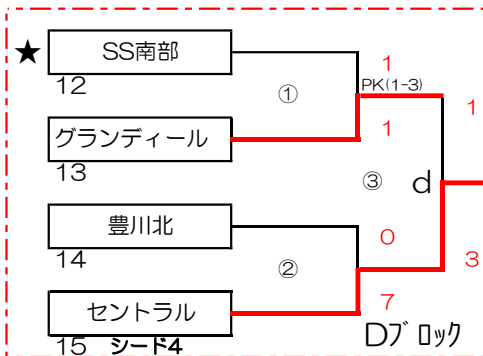 ★ SS南部
12
1
PK(1-3)
①
1
グランディール
13
1
③ d
豊川北
14
0
②
3
7
セントラル
15 シード4
Dブロック